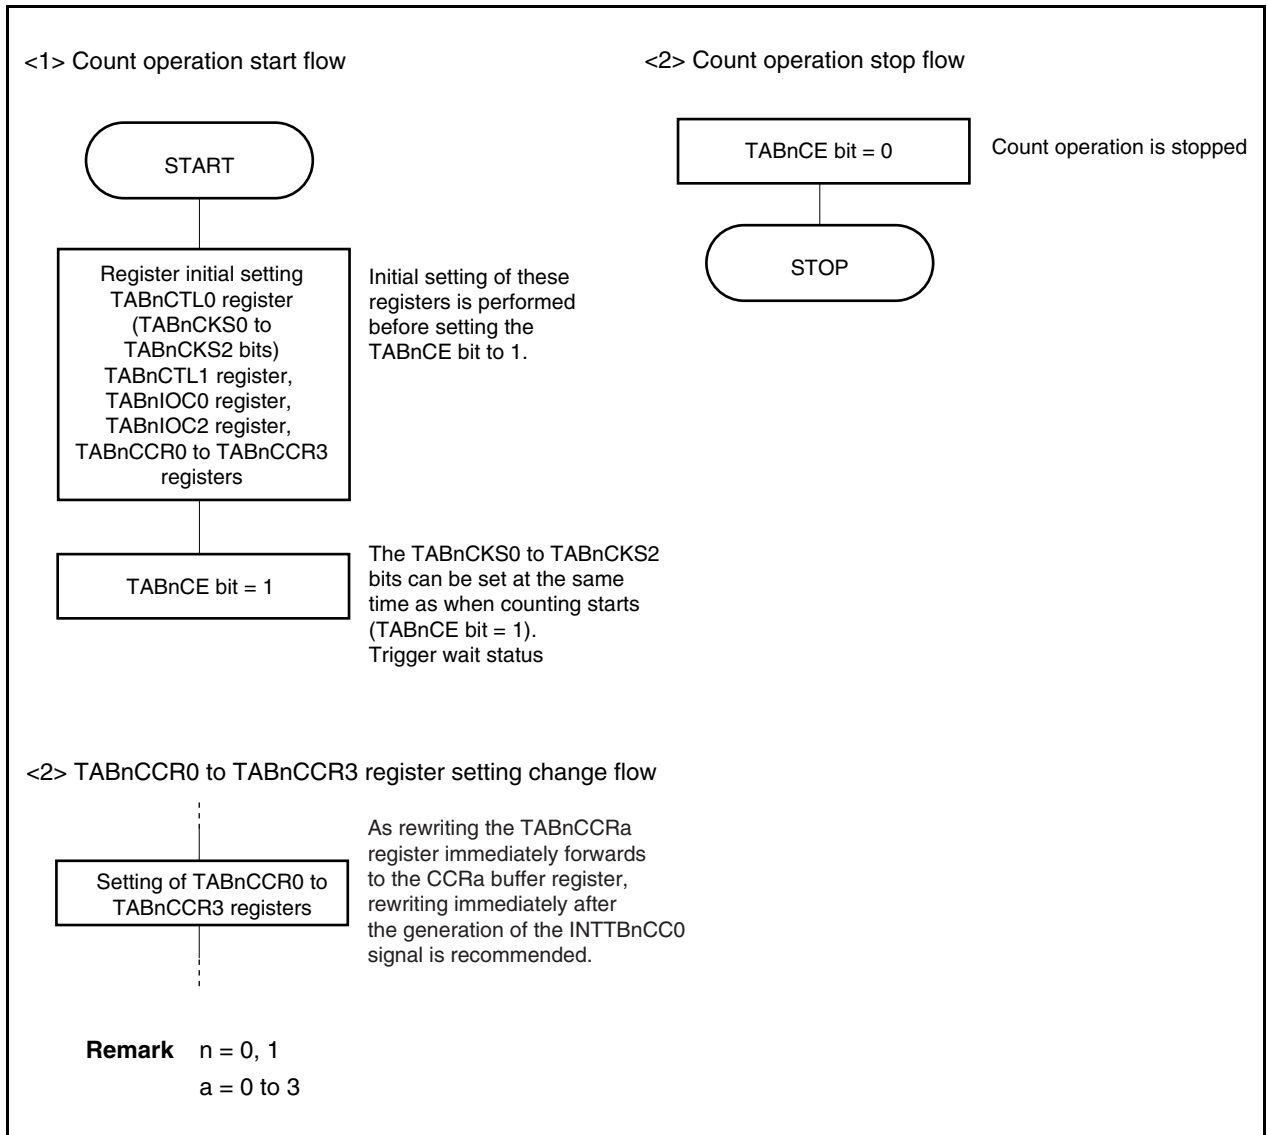 <1> Count operation start flow
START
Register initial setting
TABnCTL0 register
(TABnCKS0 to
TABnCKS2 bits)
TABnCTL1 register,
TABnIOC0 register,
TABnIOC2 register,
TABnCCR0 to TABnCCR3
registers
Initial setting of these
registers is performed
before setting the
TABnCE bit to 1.
TABnCE bit = 1
The TABnCKS0 to TABnCKS2
bits can be set at the same
time as when counting starts
(TABnCE bit = 1).
Trigger wait status
<2> Count operation stop flow
TABnCE bit = 0
Count operation is stopped
STOP
<2> TABnCCR0 to TABnCCR3 register setting change flow
Setting of TABnCCR0 to
TABnCCR3 registers
As rewriting the TABnCCRa
register immediately forwards
to the CCRa buffer register,
rewriting immediately after
the generation of the INTTBnCC0
signal is recommended.
Remark n = 0, 1
a = 0 to 3